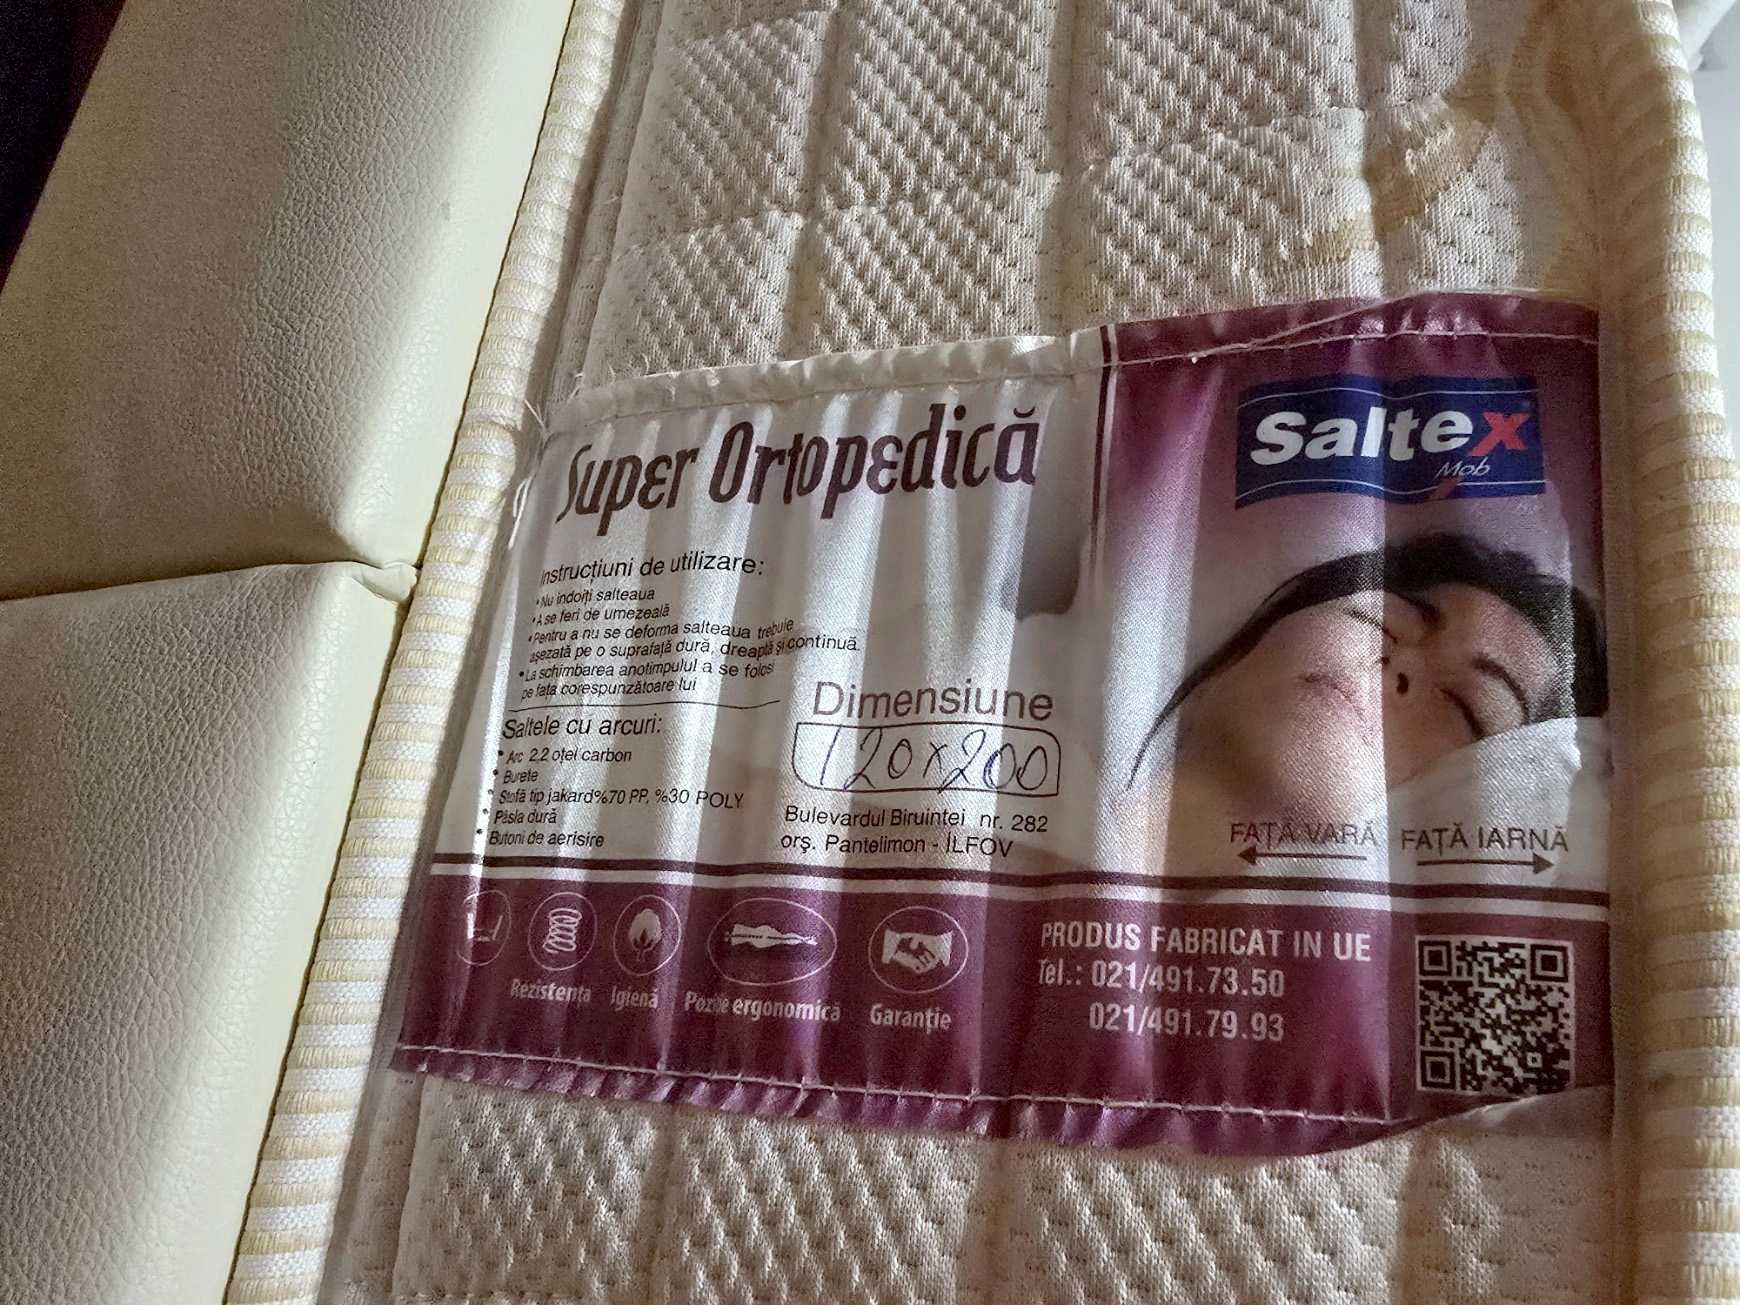 Super Ortopedică
Saltex
Mob
Instrucțiuni de utilizare:
•Nu îndoiți salteaua
•A se feri de umezeală
•Pentru a nu se deforma salteaua trebuie
așezată pe o suprafață dură, dreaptă și continuă.
•La schimbarea anotimpului a se folosi
pe fața corespunzătoare lui
Saltele cu arcuri:
• Arc 2,2 oțel carbon
• Burete
• Stofă tip jakard%70 PP, %30 POLY
• Pâsla dură
• Butoni de aerisire
Dimensiune
120x200
Bulevardul Biruinței nr. 282
orș. Pantelimon - ILFOV
FAȚĂ VARĂ FAȚĂ IARNĂ
Rezistența Igienă Poziție ergonomică Garanție
PRODUS FABRICAT IN UE
Tel.: 021/491.73.50
021/491.79.93